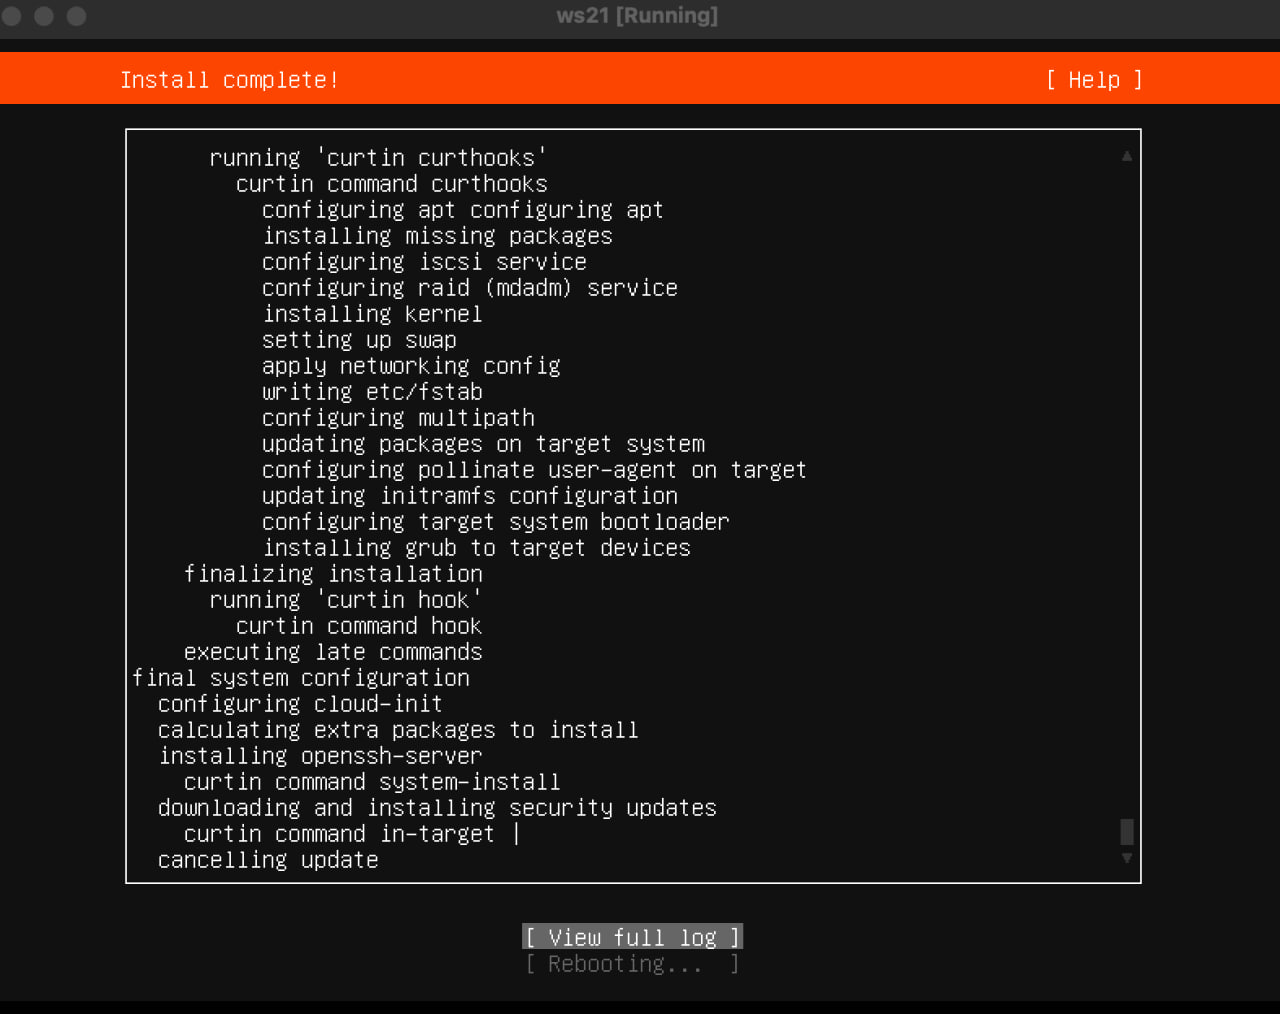 ws21 [Running]
Install complete! [ Help ]
running 'curtin curthooks'
curtin command curthooks
configuring apt configuring apt
installing missing packages
configuring iscsi service
configuring raid (mdadm) service
installing kernel
setting up swap
apply networking config
writing etc/fstab
configuring multipath
updating packages on target system
configuring pollinate user-agent on target
updating initramfs configuration
configuring target system bootloader
installing grub to target devices
finalizing installation
running 'curtin hook'
curtin command hook
executing late commands
final system configuration
configuring cloud-init
calculating extra packages to install
installing openssh-server
curtin command system-install
downloading and installing security updates
curtin command in-target |
cancelling update
[ View full log ]
[ Rebooting... ]